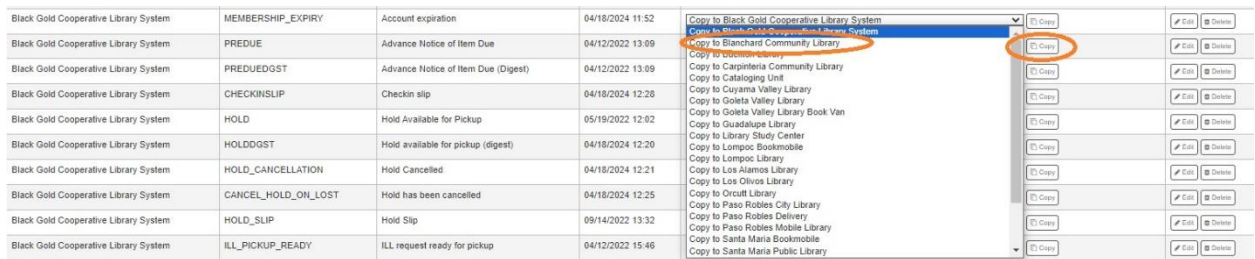 Black Gold Cooperative Library System MEMBERSHIP_EXPIRY Account expiration 04/18/2024 11:52 Copy to Black Gold Cooperative Library System Copy Edit Delete
Copy to Black Gold Cooperative Library System
Black Gold Cooperative Library System PREDUE Advance Notice of Item Due 04/12/2022 13:09 Copy to Blanchard Community Library Copy Edit Delete
Copy to Buellton Library
Black Gold Cooperative Library System PREDUEDGST Advance Notice of Item Due (Digest) 04/12/2022 13:09 Copy to Carpinteria Community Library Copy Edit Delete
Copy to Cataloging Unit
Black Gold Cooperative Library System CHECKINSLIP Checkin slip 04/18/2024 12:28 Copy to Cuyama Valley Library Copy Edit Delete
Copy to Goleta Valley Library
Copy to Goleta Valley Library Book Van
Black Gold Cooperative Library System HOLD Hold Available for Pickup 05/19/2022 12:02 Copy to Guadalupe Library Copy Edit Delete
Copy to Library Study Center
Black Gold Cooperative Library System HOLDDGST Hold available for pickup (digest) 04/18/2024 12:20 Copy to Lompoc Bookmobile Copy Edit Delete
Copy to Lompoc Library
Black Gold Cooperative Library System HOLD_CANCELLATION Hold Cancelled 04/18/2024 12:21 Copy to Los Alamos Library Copy Edit Delete
Copy to Los Olivos Library
Black Gold Cooperative Library System CANCEL_HOLD_ON_LOST Hold has been cancelled 04/18/2024 12:25 Copy to Orcutt Library Copy Edit Delete
Copy to Paso Robles City Library
Black Gold Cooperative Library System HOLD_SLIP Hold Slip 09/14/2022 13:32 Copy to Paso Robles Delivery Copy Edit Delete
Copy to Paso Robles Mobile Library
Black Gold Cooperative Library System ILL_PICKUP_READY ILL request ready for pickup 04/12/2022 15:46 Copy to Santa Maria Bookmobile Copy Edit Delete
Copy to Santa Maria Public Library